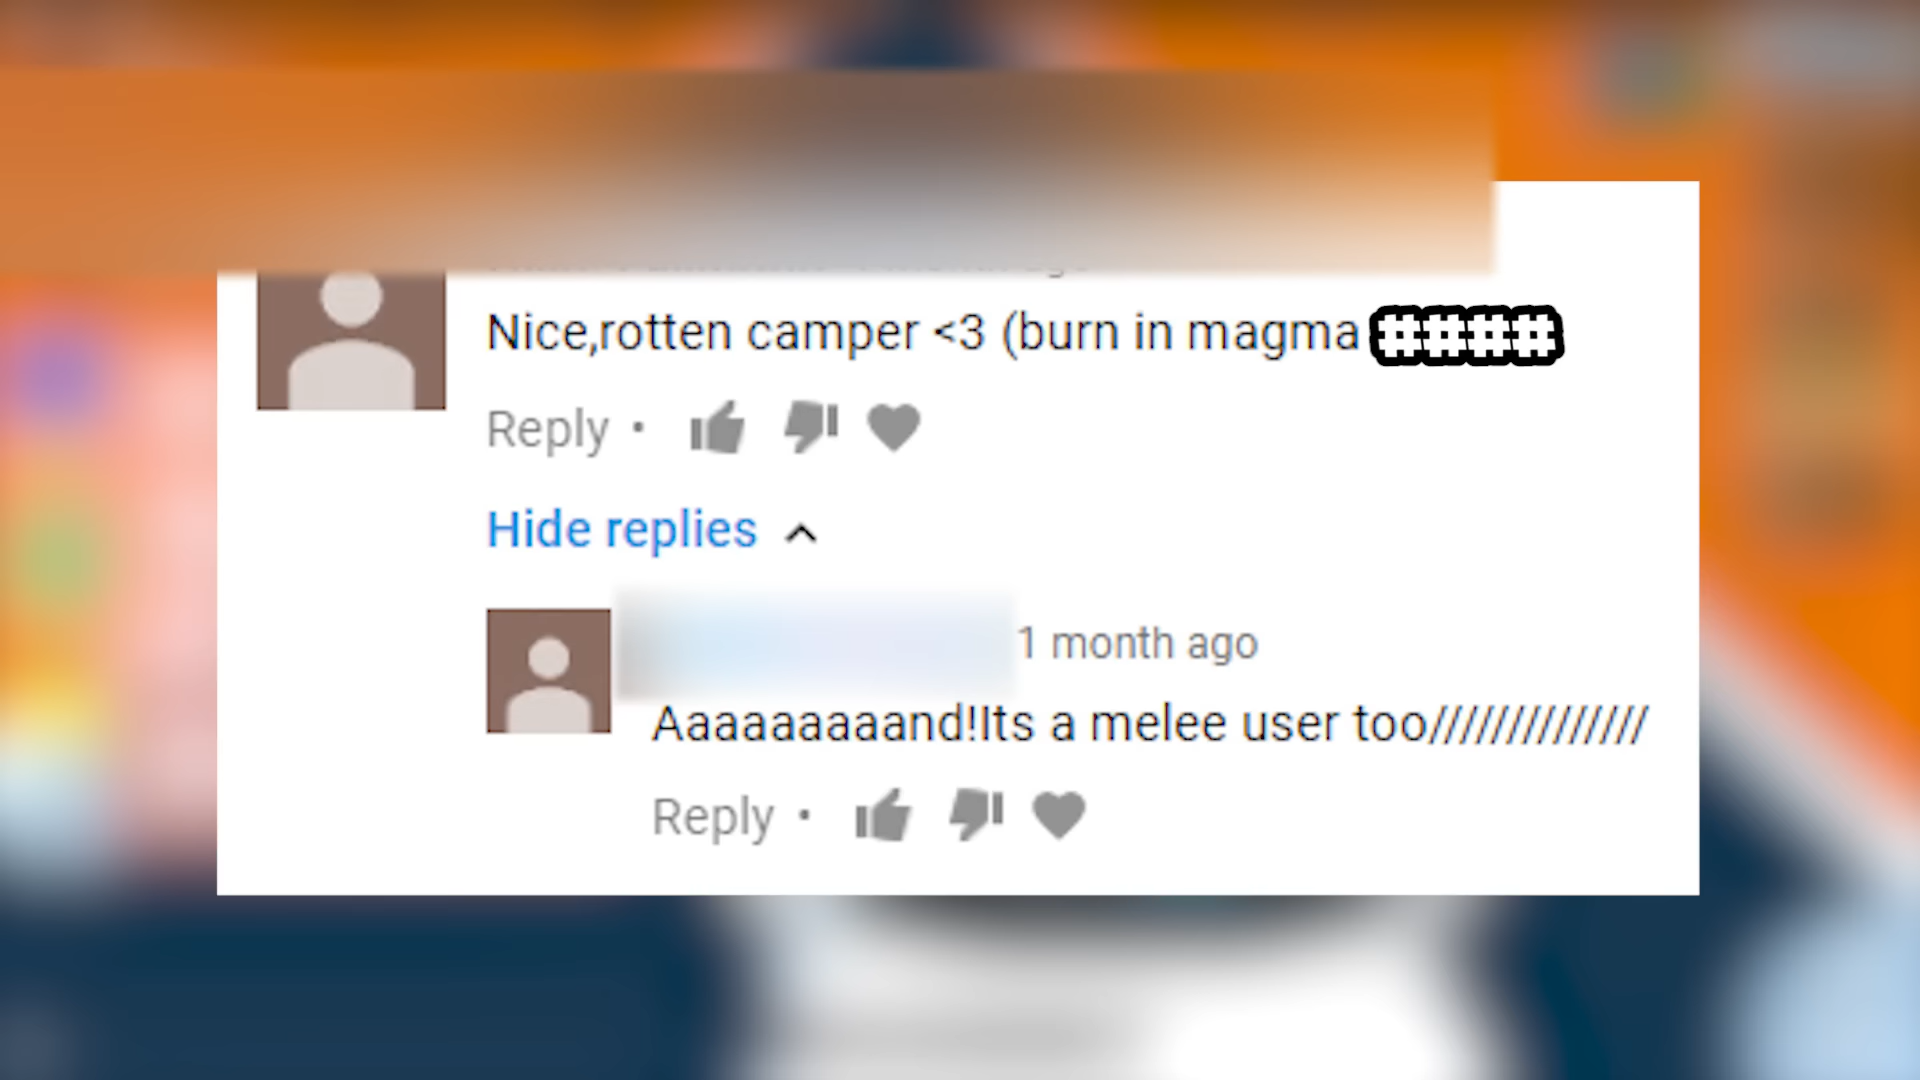 Nice,rotten camper <3 (burn in magma ####
Reply •
Hide replies
1 month ago
Aaaaaaaaand!Its a melee user too//////////////
Reply •